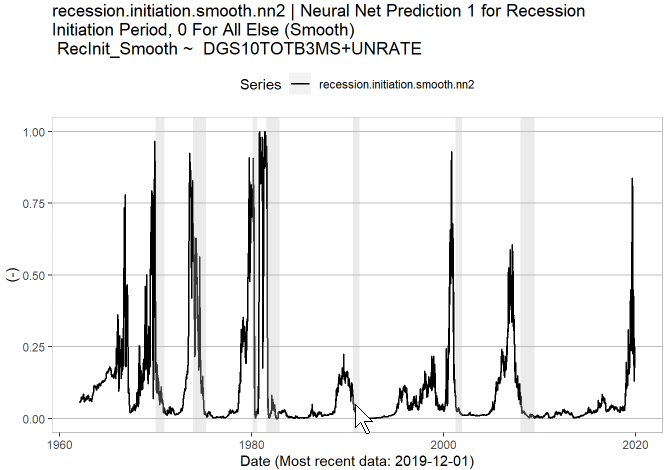 recession.initiation.smooth.nn2 | Neural Net Prediction 1 for Recession
Initiation Period, 0 For All Else (Smooth)
RecInit_Smooth ~ DGS10TOTB3MS+UNRATE
Series recession.initiation.smooth.nn2
1.00
0.75
0.50
0.25
0.00
(-)
1960 1980 2000 2020
Date (Most recent data: 2019-12-01)